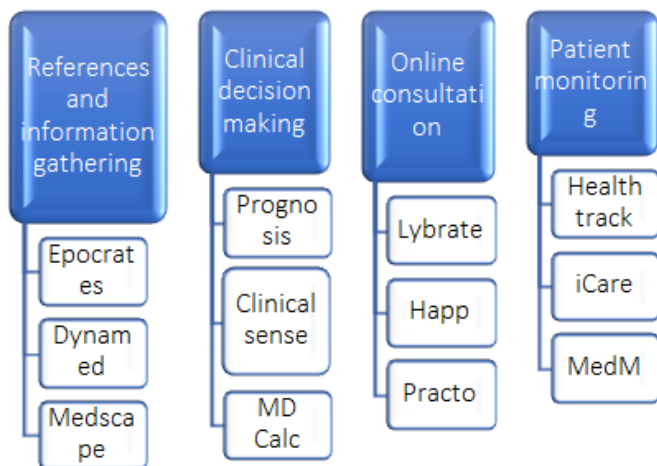 References
and
information
gathering
Epocrat
es
Dynam
ed
Medsca
pe
Clinical
decision
making
Progno
sis
Clinical
sense
MD
Calc
Online
consultati
on
Lybrate
Happ
Practo
Patient
monitorin
g
Health
track
iCare
MedM